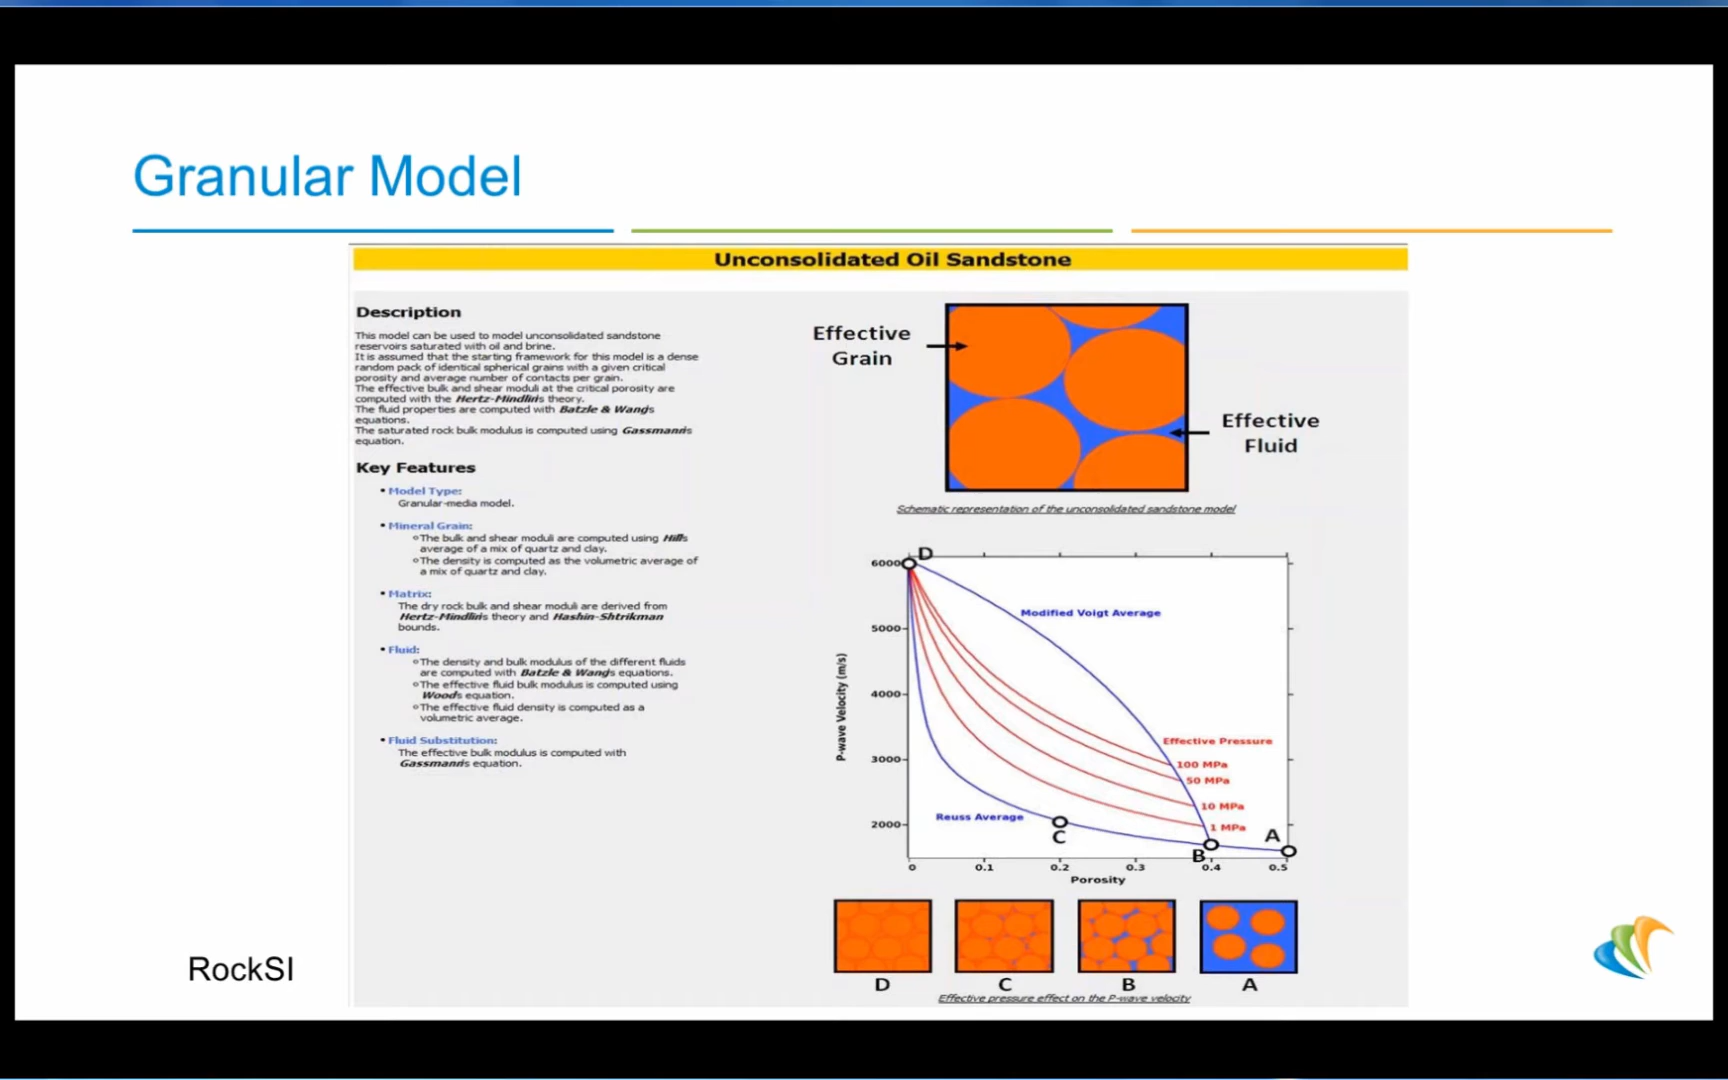 Granular Model
Unconsolidated Oil Sandstone
Description
This model can be used to model unconsolidated sandstone
reservoirs saturated with oil and brine.
It is assumed that the starting framework for this model is a dense
random pack of identical spherical grains with a given critical
porosity and average number of contacts per grain.
The effective bulk and shear moduli at the critical porosity are
computed with the Hertz-Mindlin's theory.
The fluid properties are computed with Batzle & Wang's
equations.
The saturated rock bulk modulus is computed using Gassmann's
equation.
Key Features
• Model Type:
Granular-media model.
• Mineral Grain:
The bulk and shear moduli are computed using Hill's
average of a mix of quartz and clay.
The density is computed as the volumetric average of
a mix of quartz and clay.
• Matrix:
The dry rock bulk and shear moduli are derived from
Hertz-Mindlin's theory and Hashin-Shtrikman
bounds.
• Fluid:
The density and bulk modulus of the different fluids
are computed with Batzle & Wang's equations.
The effective fluid bulk modulus is computed using
Wood's equation.
The effective fluid density is computed as a
volumetric average.
• Fluid Substitution:
The effective bulk modulus is computed with
Gassmann's equation.
Effective
Grain
Effective
Fluid
Schematic representation of the unconsolidated sandstone model
D
6000
Modified Voigt Average
5000
P-wave Velocity (m/s)
4000
Effective Pressure
3000
100 MPa
50 MPa
10 MPa
Reuss Average
2000
1 MPa
A
C
B
0 0.1 0.2 0.3 0.4 0.5
Porosity
D C B A
Effective pressure effect on the P-wave velocity
RockSI